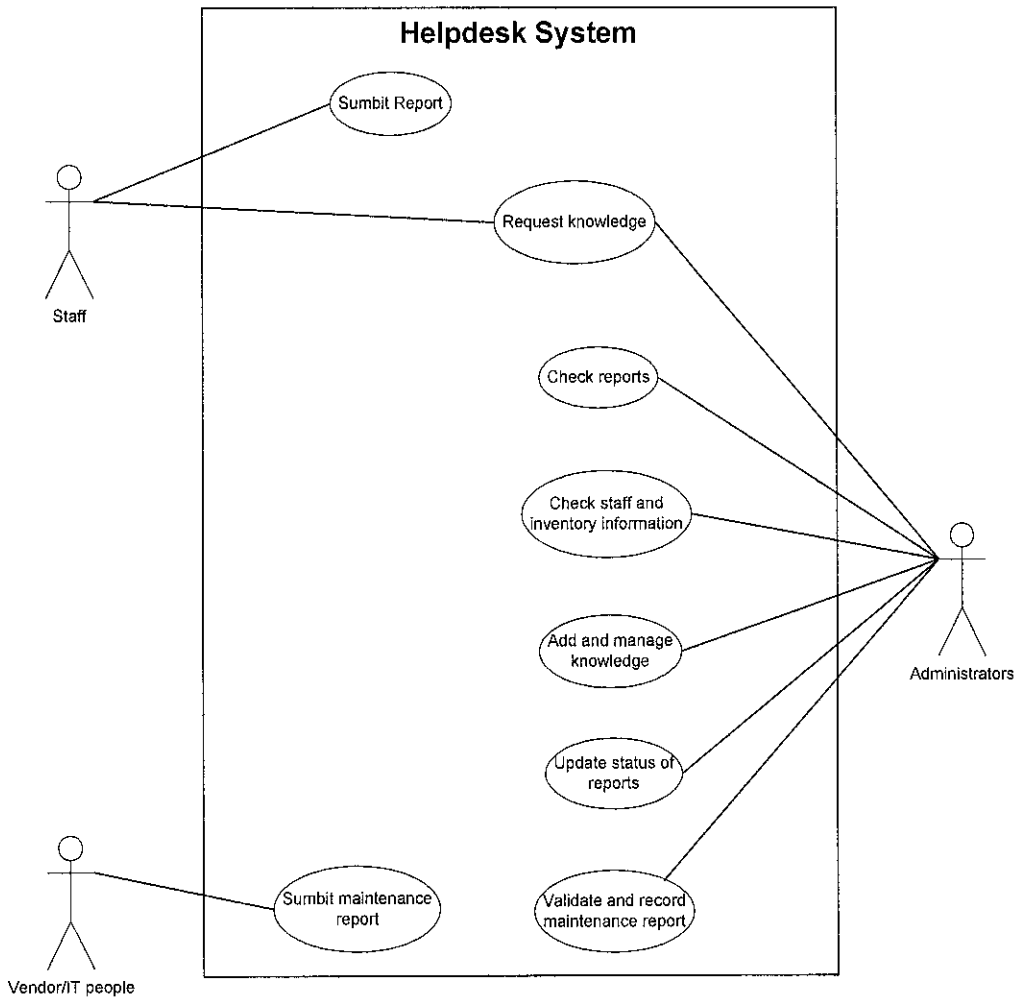 Helpdesk System
Sumbit Report
Request knowledge
Staff
Check reports
Check staff and
inventory information
Add and manage
knowledge
Administrators
Update status of
reports
Sumbit maintenance
report
Validate and record
maintenance report
Vendor/IT people